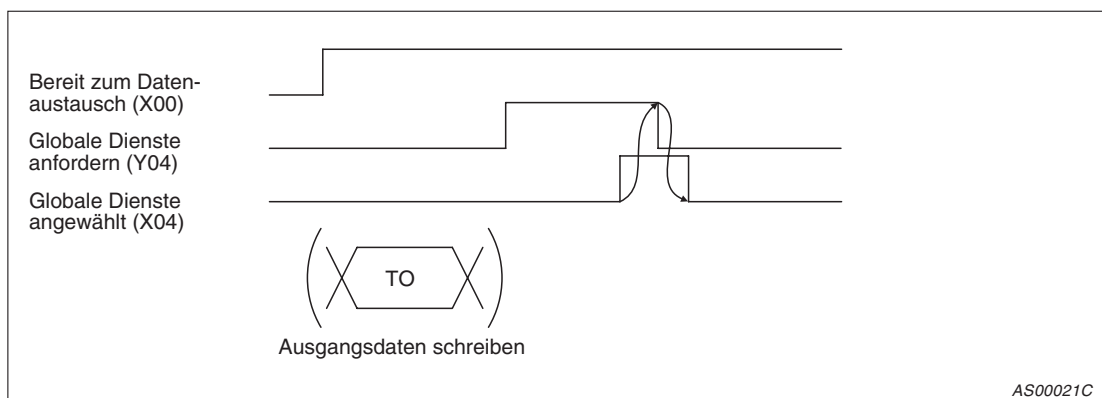 Bereit zum Daten-
austausch (X00)
Globale Dienste
anfordern (Y04)
Globale Dienste
angewählt (X04)
TO
Ausgangsdaten schreiben
AS00021C